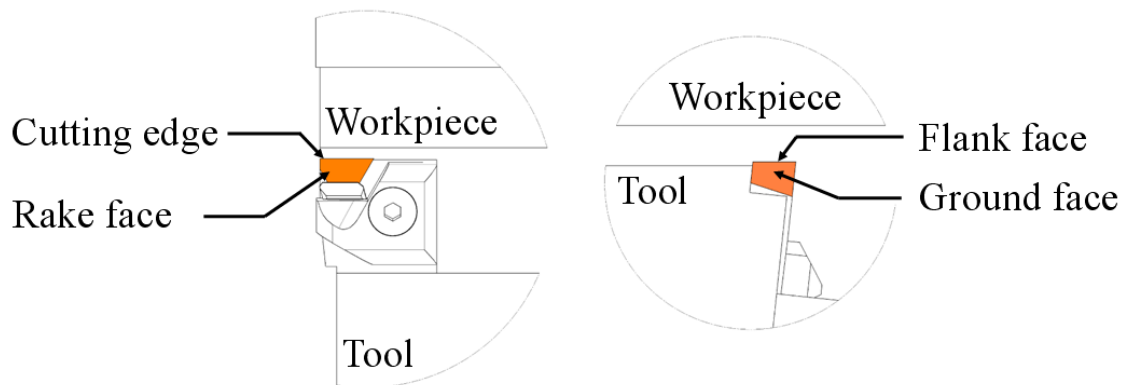 Workpiece
Cutting edge
Rake face
Tool
Workpiece
Flank face
Tool
Ground face